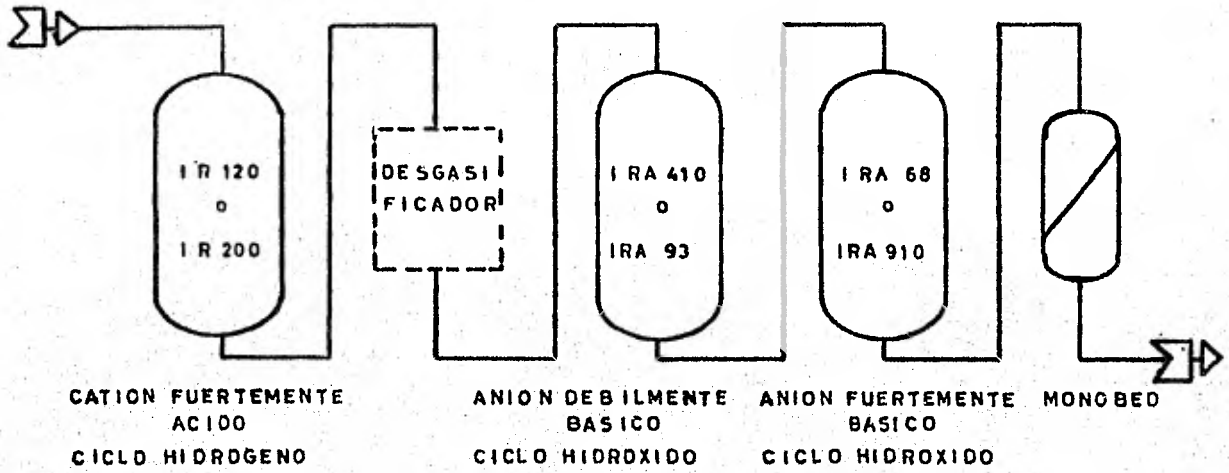 IR 120
o
IR 200
DESGASI
FICADOR
IRA 410
o
IRA 93
IRA 68
o
IRA 910
CATION FUERTEMENTE
ACIDO
CICLO HIDROGENO
ANION DEBILMENTE
BASICO
CICLO HIDROXIDO
ANION FUERTEMENTE
BASICO
CICLO HIDROXIDO
MONOBED